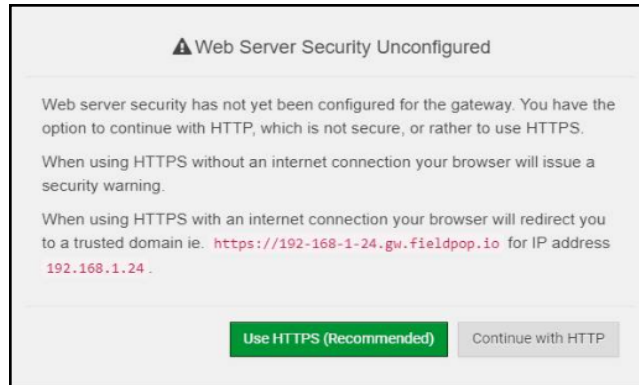 Web Server Security Unconfigured
Web server security has not yet been configured for the gateway. You have the
option to continue with HTTP, which is not secure, or rather to use HTTPS.
When using HTTPS without an internet connection your browser will issue a
security warning.
When using HTTPS with an internet connection your browser will redirect you
to a trusted domain ie. https://192-168-1-24.gw.fieldpop.io for IP address
192.168.1.24 .
Use HTTPS (Recommended) Continue with HTTP